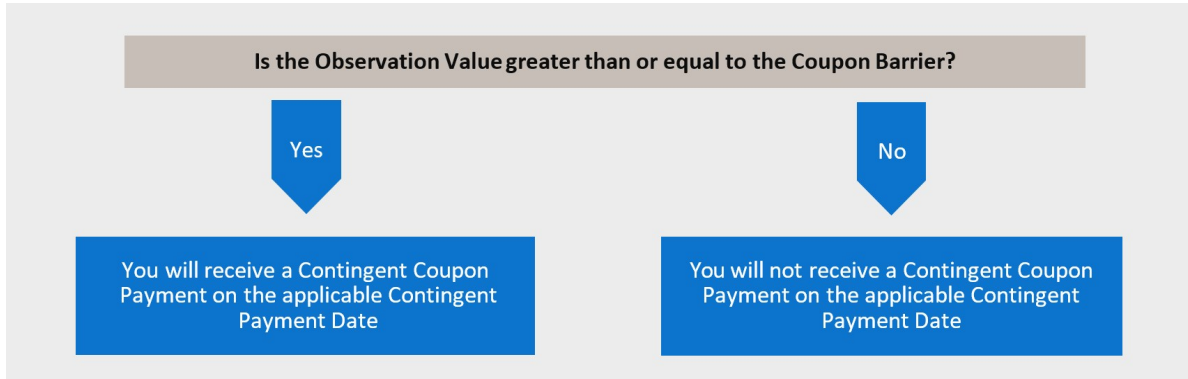 Is the Observation Value greater than or equal to the Coupon Barrier?
Yes
No
You will receive a Contingent Coupon
Payment on the applicable Contingent
Payment Date
You will not receive a Contingent Coupon
Payment on the applicable Contingent
Payment Date